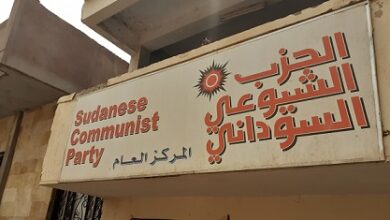 الحزب
الشيوعي
السوداني
Sudanese
Communist
Party
المركز العام